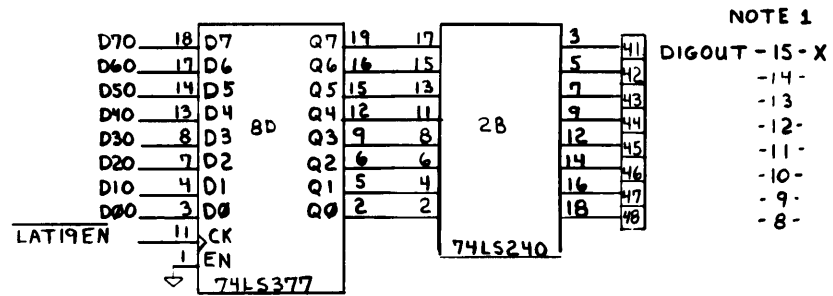 NOTE 1
D70 18 D7 Q7 19 17 3 41 DIGOUT -15-X
D60 17 D6 Q6 16 15 5 42 -14-
D50 14 D5 Q5 15 13 7 43 -13
D40 13 D4 Q4 12 11 9 44 -12-
8D 2B
D30 8 D3 Q3 9 8 12 45 -11-
D20 7 D2 Q2 6 6 14 46 -10-
D10 4 D1 Q1 5 4 16 47 -9-
D00 3 D0 Q0 2 2 18 48 -8-
LAT19EN 11 CK
1 EN
74LS377 74LS240